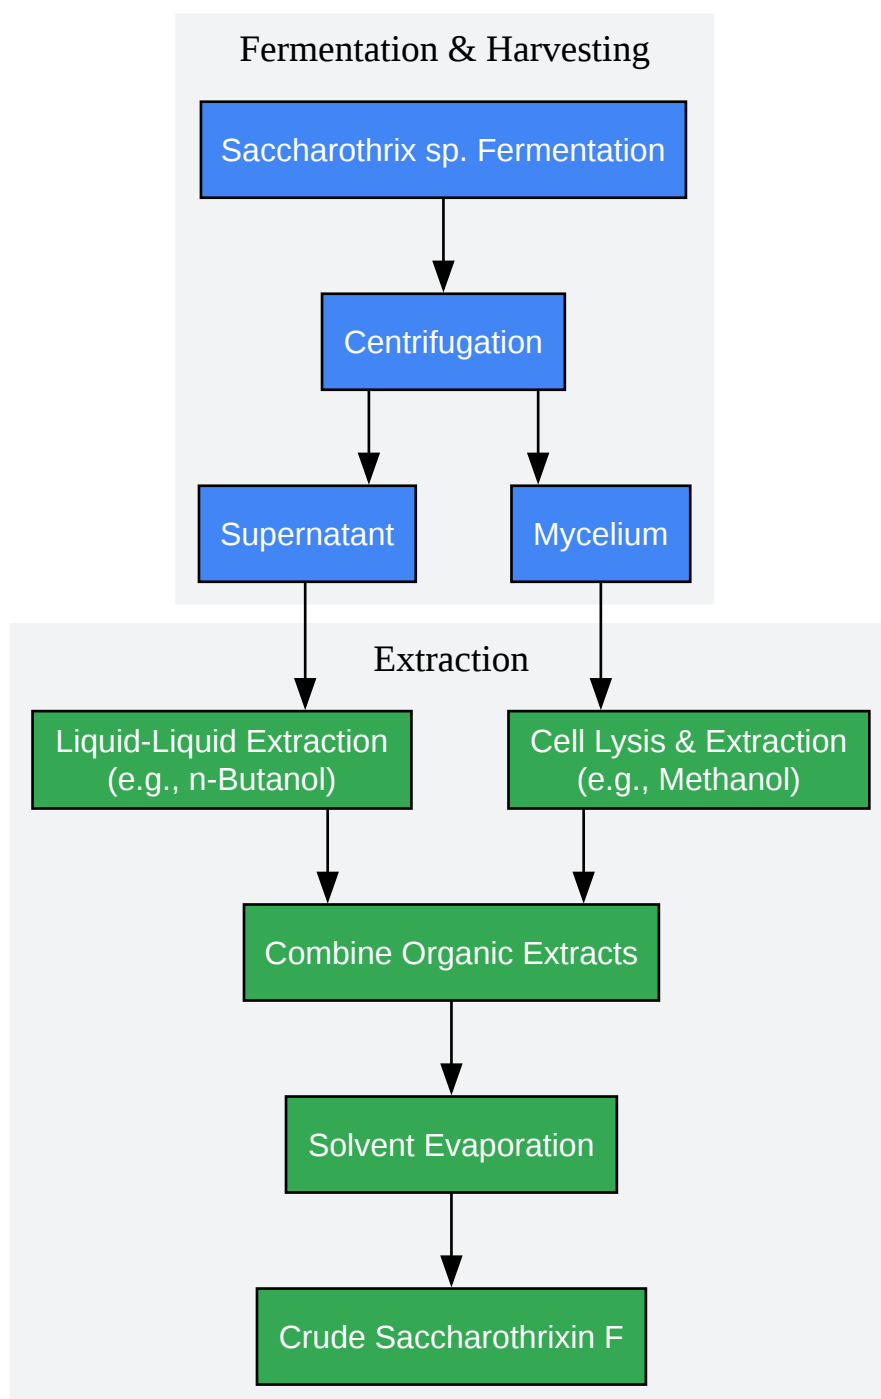 Fermentation & Harvesting
Saccharothrix sp. Fermentation
Centrifugation
Supernatant
Mycelium
Extraction
Liquid-Liquid Extraction
(e.g., n-Butanol)
Cell Lysis & Extraction
(e.g., Methanol)
Combine Organic Extracts
Solvent Evaporation
Crude Saccharothrixin F